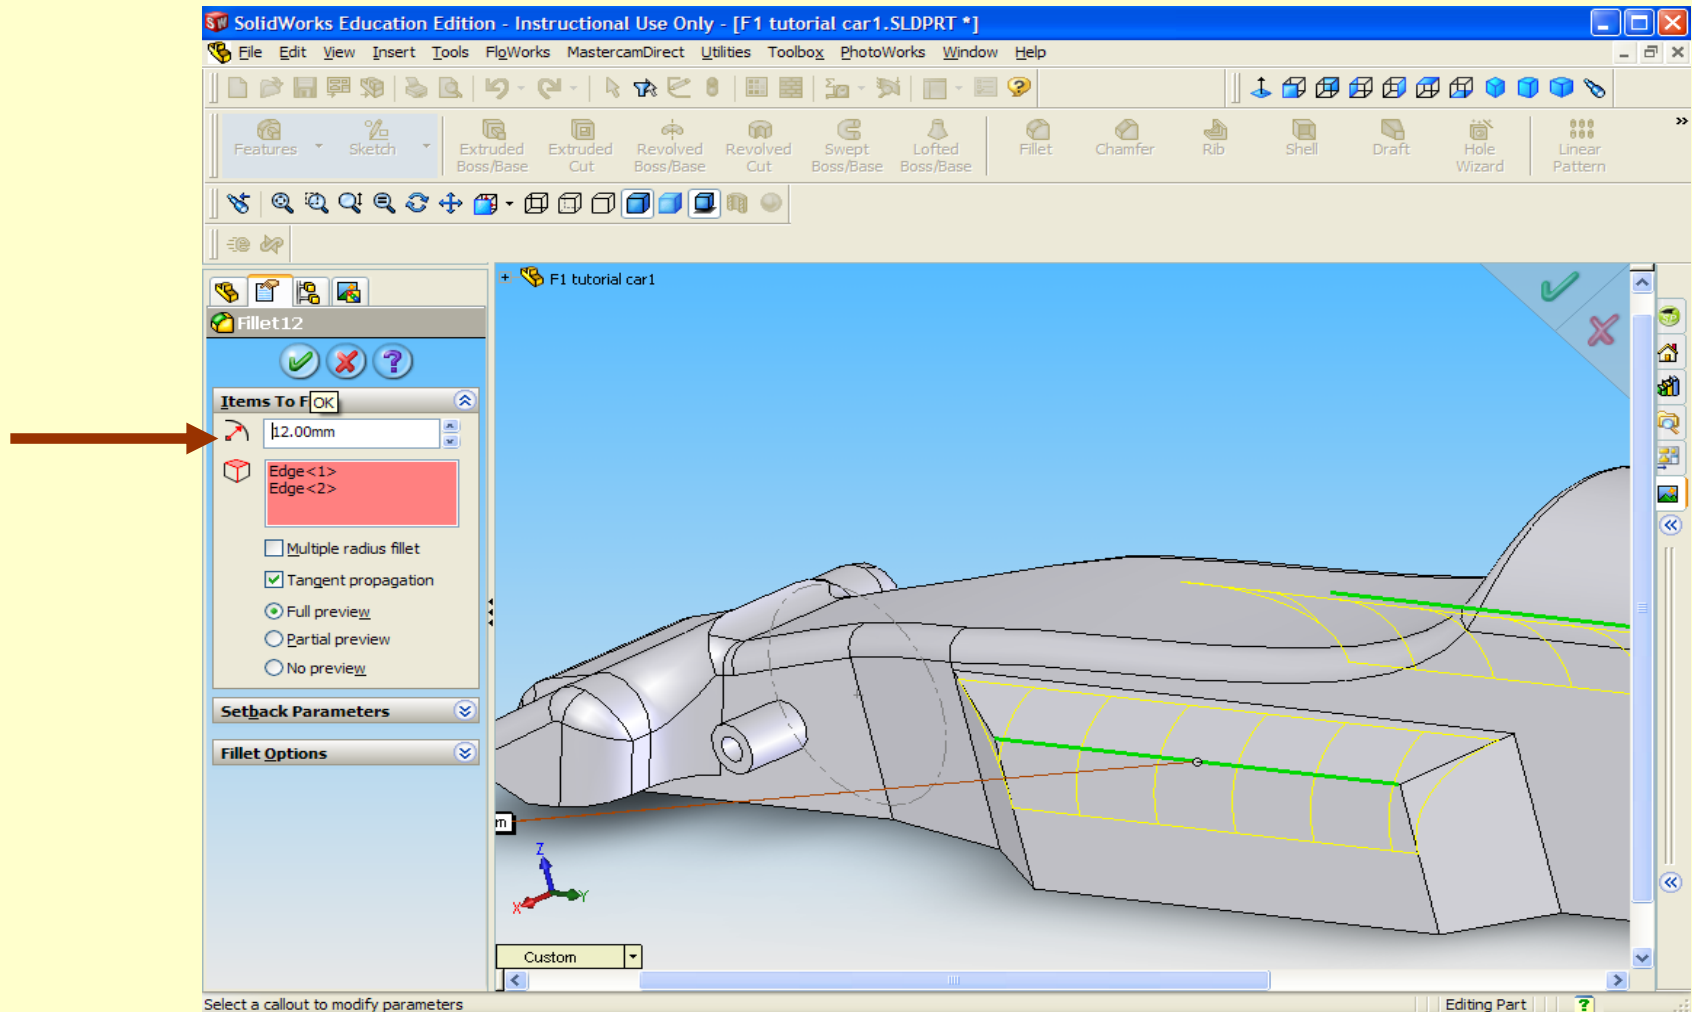 SolidWorks Education Edition - Instructional Use Only - [F1 tutorial car1.SLDPRT *]
File Edit View Insert Tools FloWorks MastercamDirect Utilities Toolbox PhotoWorks Window Help
Features Sketch Extruded Boss/Base Extruded Cut Revolved Boss/Base Revolved Cut Swept Boss/Base Lofted Boss/Base Fillet Chamfer Rib Shell Draft Hole Wizard Linear Pattern
F1 tutorial car1
Fillet12
Items To F
OK
12.00mm
Edge<1>
Edge<2>
Multiple radius fillet
Tangent propagation
Full preview
Partial preview
No preview
Setback Parameters
Fillet Options
m
Z
X
Y
Custom
Select a callout to modify parameters
Editing Part